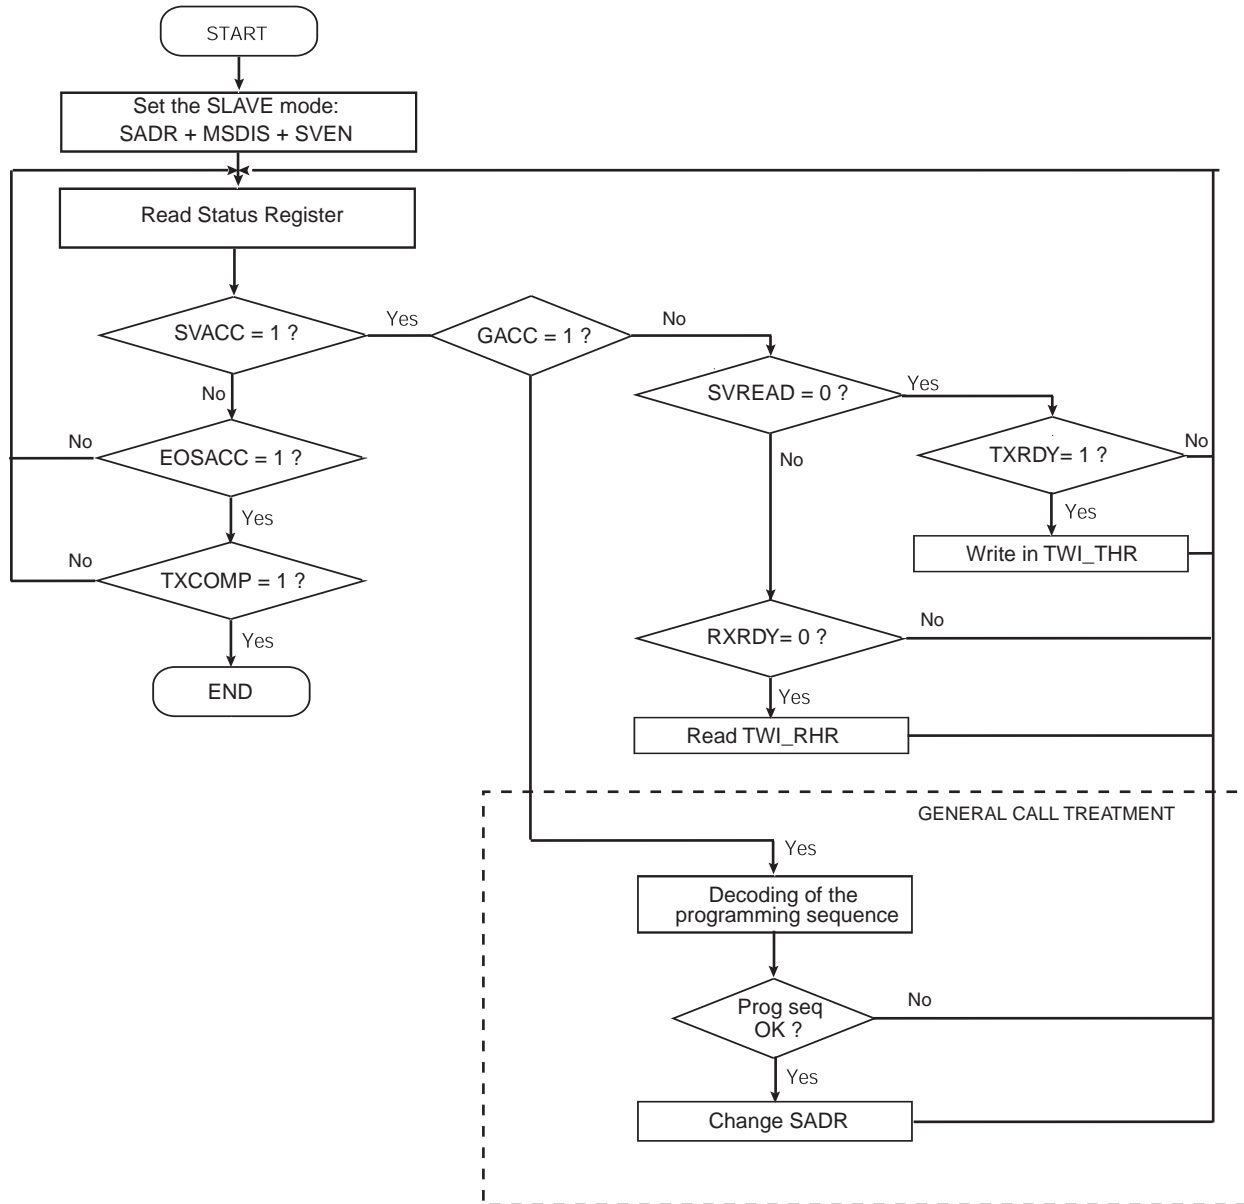 START
Set the SLAVE mode:
SADR + MSDIS + SVEN
Read Status Register
SVACC = 1 ?
Yes
GACC = 1 ?
No
SVREAD = 0 ?
Yes
No
EOSACC = 1 ?
No
No
TXRDY= 1 ?
No
Yes
Yes
Write in TWI_THR
No
TXCOMP = 1 ?
Yes
END
RXRDY= 0 ?
No
Yes
Read TWI_RHR
GENERAL CALL TREATMENT
Yes
Decoding of the
programming sequence
Prog seq
OK ?
No
Yes
Change SADR